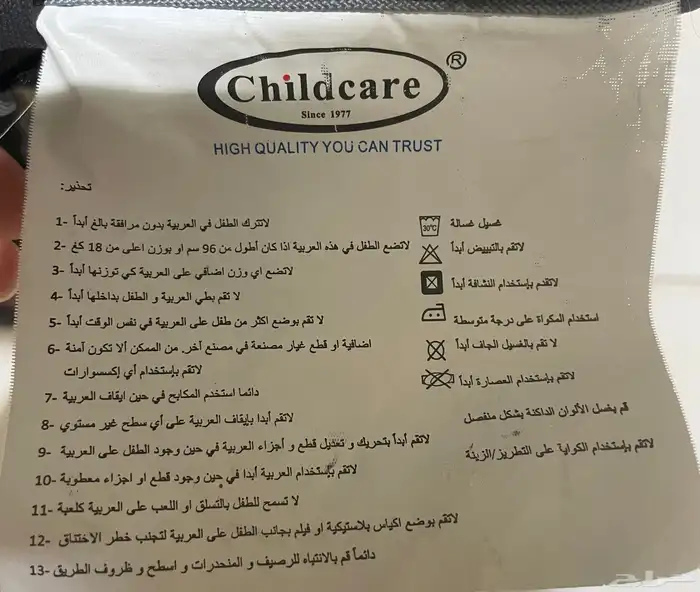 Childcare ®
Since 1977
HIGH QUALITY YOU CAN TRUST
تحذير:
1- لاتترك الطفل في العربية بدون مرافقة بالغ أبداً
2- لاتضع الطفل في هذه العربية اذا كان أطول من 96 سم او بوزن اعلى من 18 كغ
3- لاتضع اي وزن اضافي على العربية كي توزنها أبداً
4- لا تقم بطي العربية و الطفل بداخلها أبداً
5- لا تقم بوضع اكثر من طفل على العربية في نفس الوقت أبداً
6- اضافية او قطع غيار مصنعة في مصنع آخر. من الممكن ألا تكون آمنة
لاتقم بإستخدام أي إكسسوارات
7- دائما استخدم المكابح في حين ايقاف العربية
8- لاتقم أبدا بإيقاف العربية على أي سطح غير مستوي
9- لاتقم أبداً بتحريك و تعديل قطع و أجزاء العربية في حين وجود الطفل على العربية
10- لاتقم بإستخدام العربية أبدا في حين وجود قطع او اجزاء معطوبة
11- لا تسمح للطفل بالتسلق او اللعب على العربية كلعبة
12- لاتقم بوضع اكياس بلاستيكية او فيلم بجانب الطفل على العربية لتجنب خطر الاختناق
13- دائماً قم بالانتباه للرصيف و المنحدرات و اسطح و ظروف الطريق
30°C غسيل غسالة
لاتقم بالتبييض أبداً
لاتقدم بإستخدام النشافة أبداً
استخدام المكواة على درجة متوسطة
لا تقم بالغسيل الجاف أبداً
لاتقم بإستخدام العصارة أبداً
قم بغسل الألوان الداكنة بشكل منفصل
لاتقم بإستخدام الكواية على التطريز/الزينة
حراج